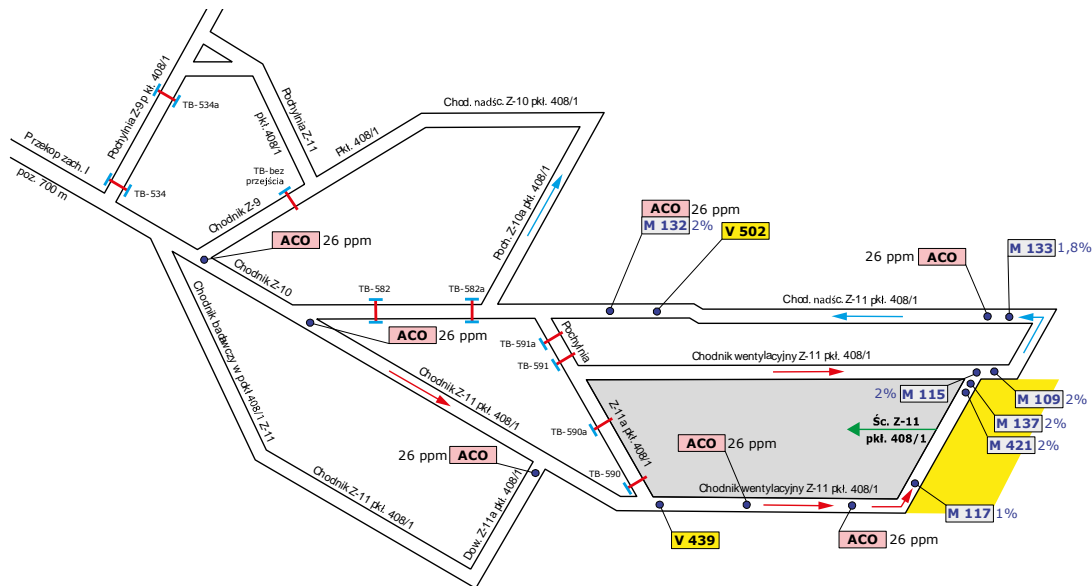 Pochylnia Z-9 p kł. 408/1
TB-534a
pkł. 408/1
Pochylnia Z-11
Pkł. 408/1
Chod. nadśc. Z-10 pkł. 408/1
Przekop zach. I
poz. 700 m
TB-534
TB-bez
przejścia
Chodnik Z-9
Poch. Z-10a pkł. 408/1
ACO 26 ppm
M 132 2%
V 502
ACO 26 ppm
26 ppm ACO
M 133 1,8%
Chodnik Z-10
TB-582
TB-582a
Chod. nadśc. Z-11 pkł. 408/1
Chodnik badawczy w pokł 408/1 Z-11
ACO 26 ppm
TB-591a
TB-591
Pochylnia
Chodnik wentylacyjny Z-11 pkł. 408/1
Chodnik Z-11 pkł. 408/1
2% M 115
M 109 2%
M 137 2%
M 421 2%
Śc. Z-11
pkł. 408/1
TB-590a
Z-11a pkł. 408/1
ACO 26 ppm
26 ppm ACO
TB-590
Chodnik wentylacyjny Z-11 pkł. 408/1
Chodnik Z-11 pkł. 408/1
Dow. Z-11a pkł. 408/1
M 117 1%
V 439
ACO 26 ppm